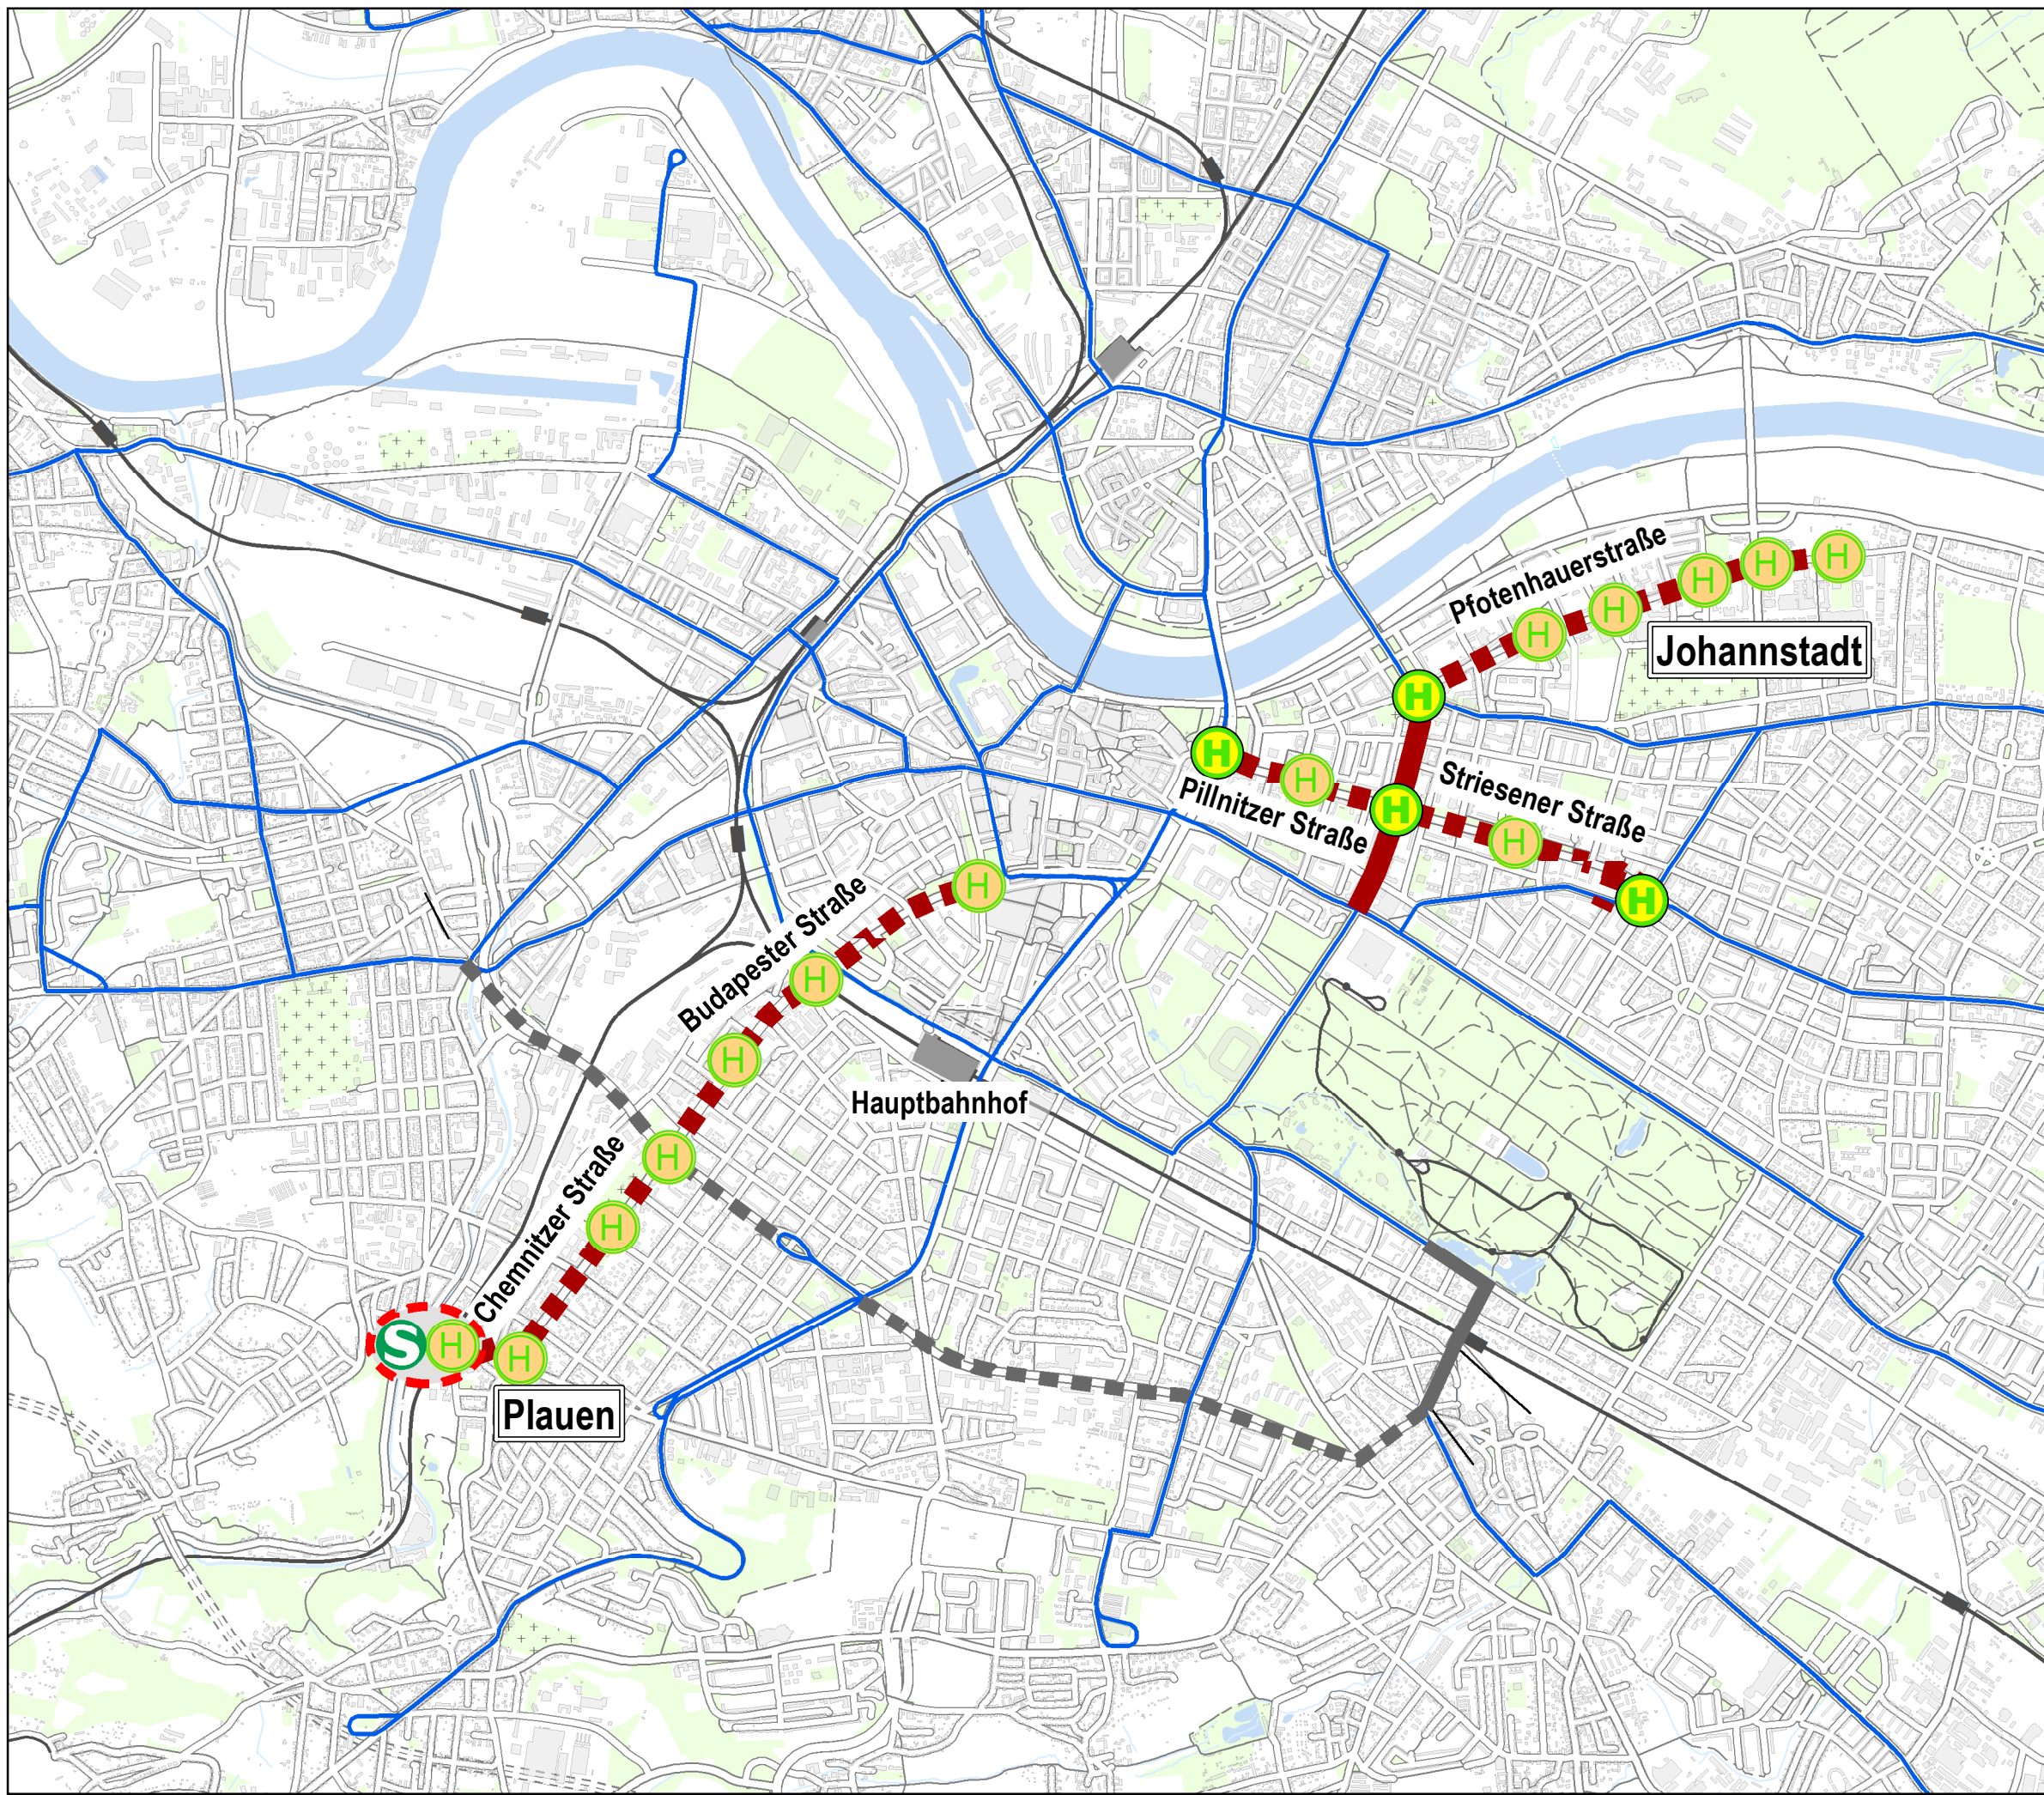 Pfotenhauerstraße
H
H
H
H
H
Johannstadt
H
H
H
Pillnitzer Straße
H
Striesener Straße
H
H
H
Budapester Straße
H
H
Hauptbahnhof
H
H
Chemnitzer Straße
S
H
H
Plauen